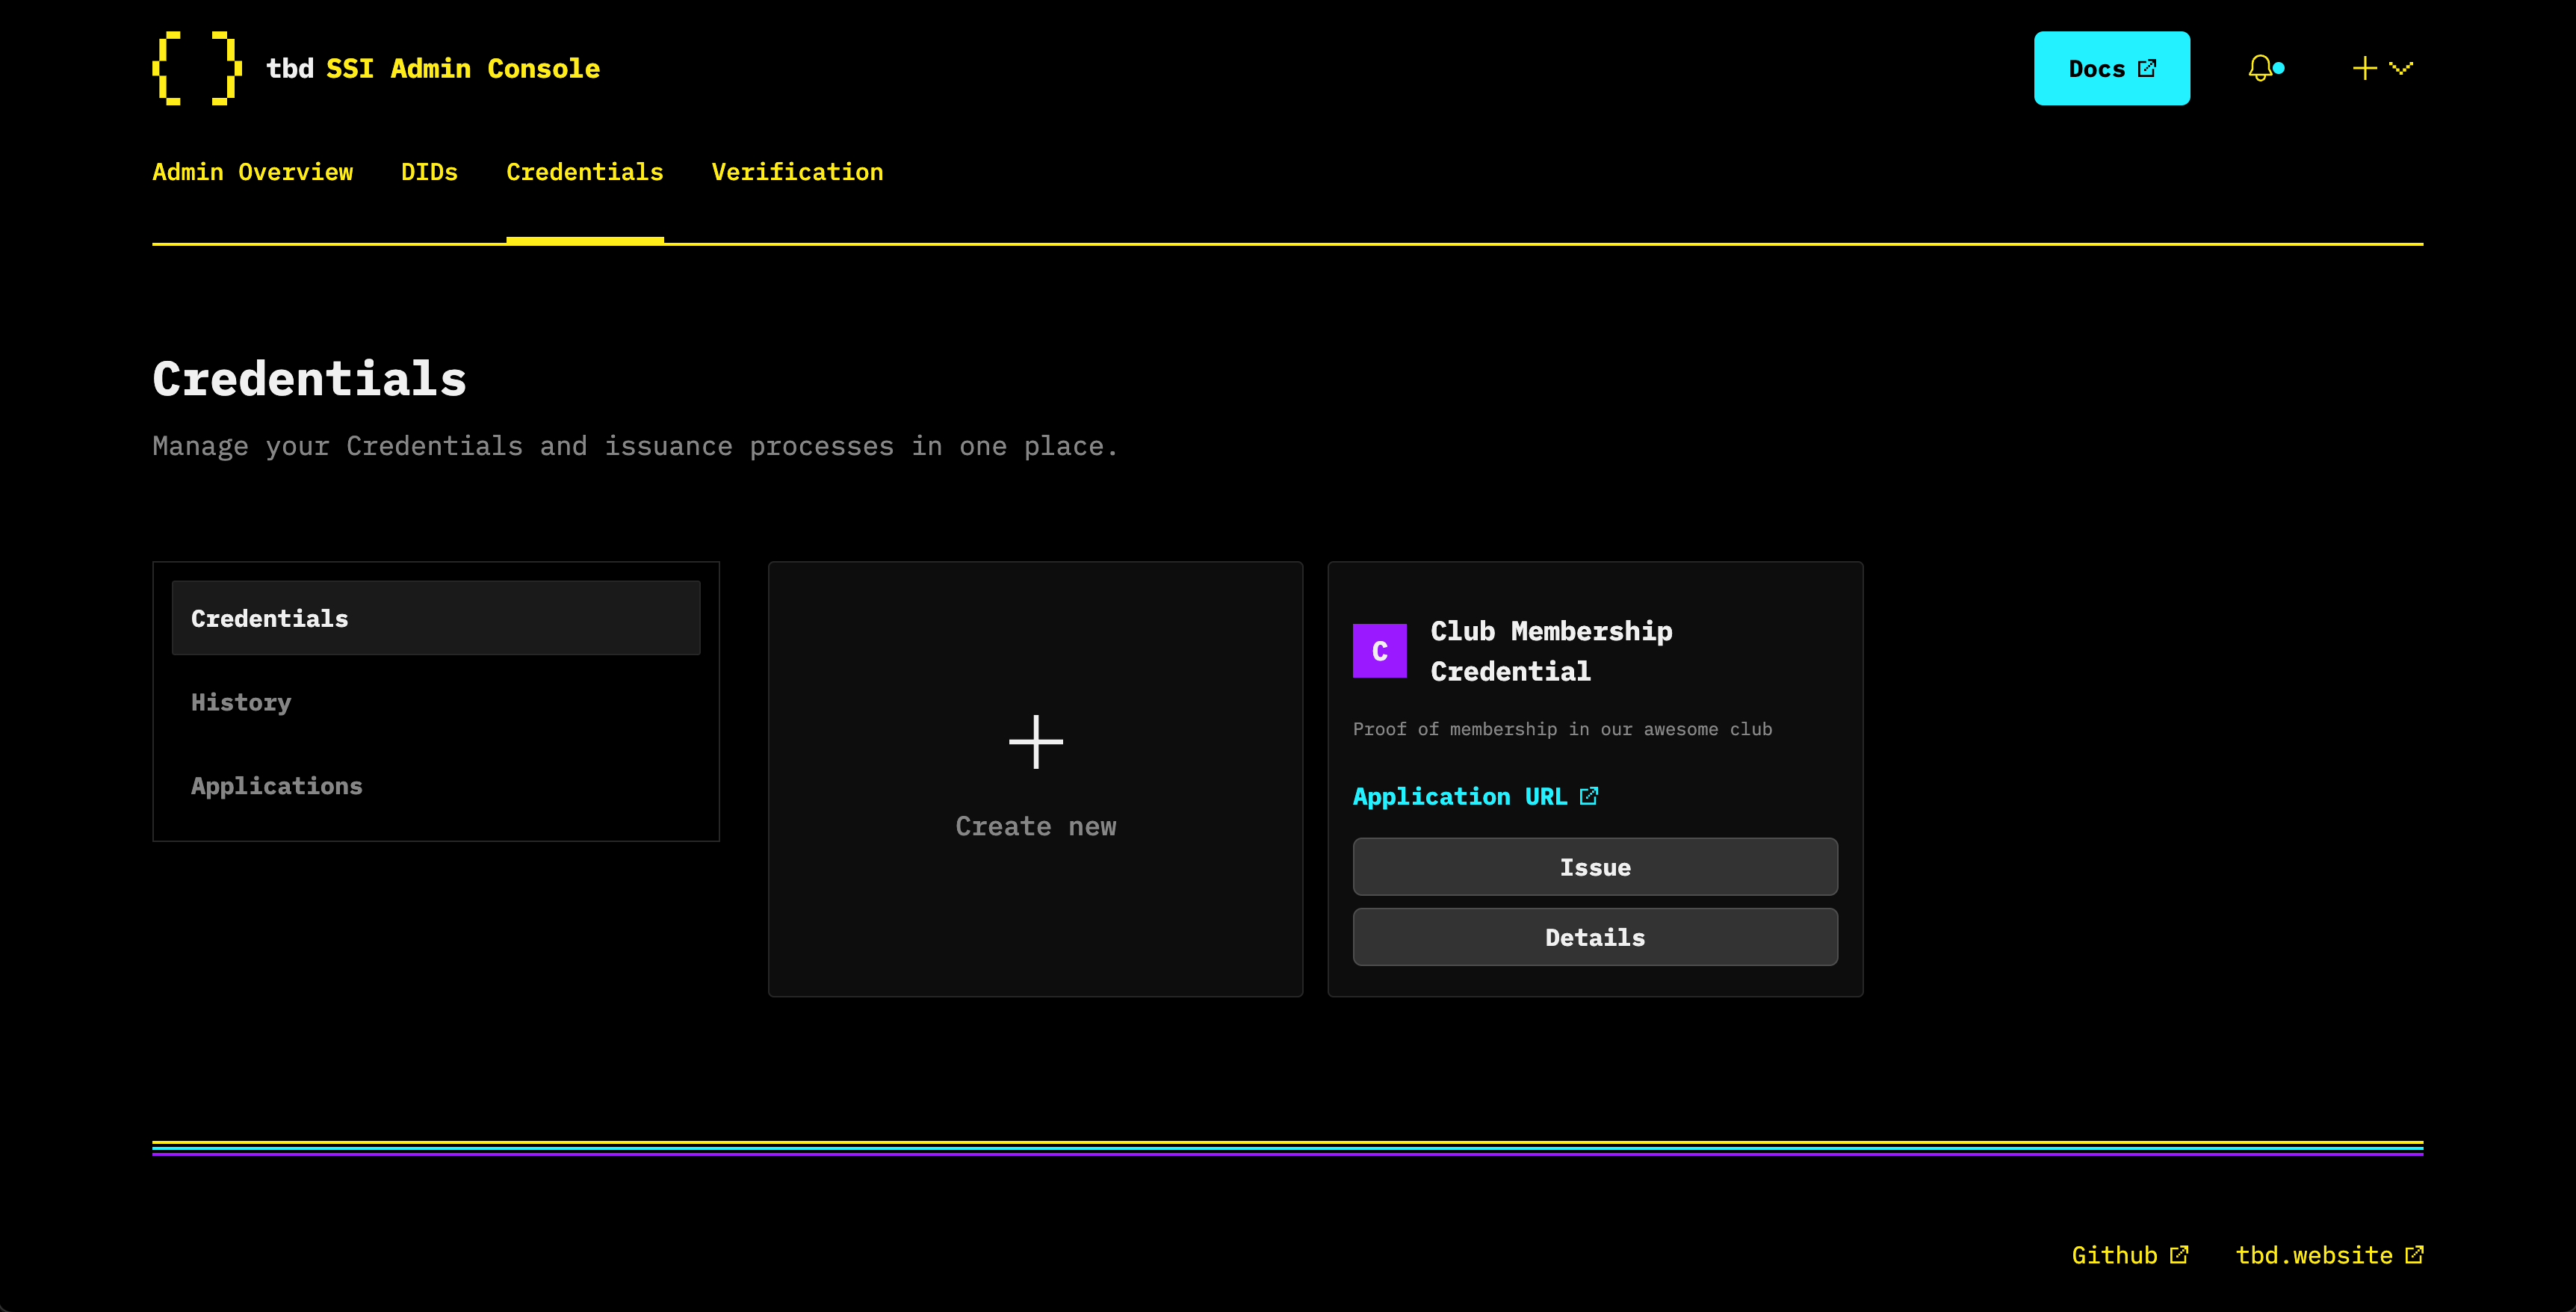 tbd SSI Admin Console
Docs
Admin Overview DIDs Credentials Verification
Credentials
Manage your Credentials and issuance processes in one place.
Credentials
History
Applications
Create new
C
Club Membership
Credential
Proof of membership in our awesome club
Application URL
Issue
Details
Github tbd.website